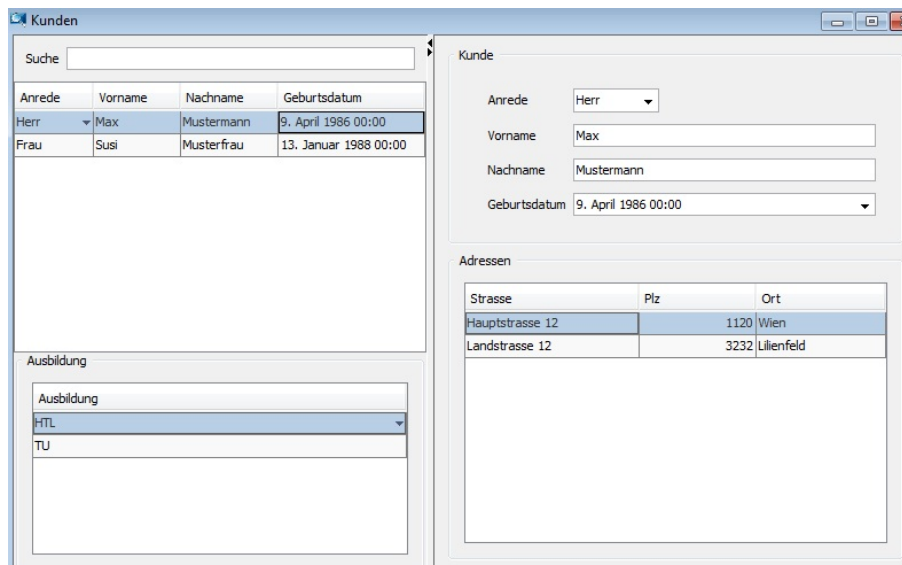 Kunden
Suche
Anrede Vorname Nachname Geburtsdatum
Herr Max Mustermann 9. April 1986 00:00
Frau Susi Musterfrau 13. Januar 1988 00:00
Ausbildung
Ausbildung
HTL
TU
Kunde
Anrede Herr
Vorname Max
Nachname Mustermann
Geburtsdatum 9. April 1986 00:00
Adressen
Strasse Plz Ort
Hauptstrasse 12 1120 Wien
Landstrasse 12 3232 Lilienfeld